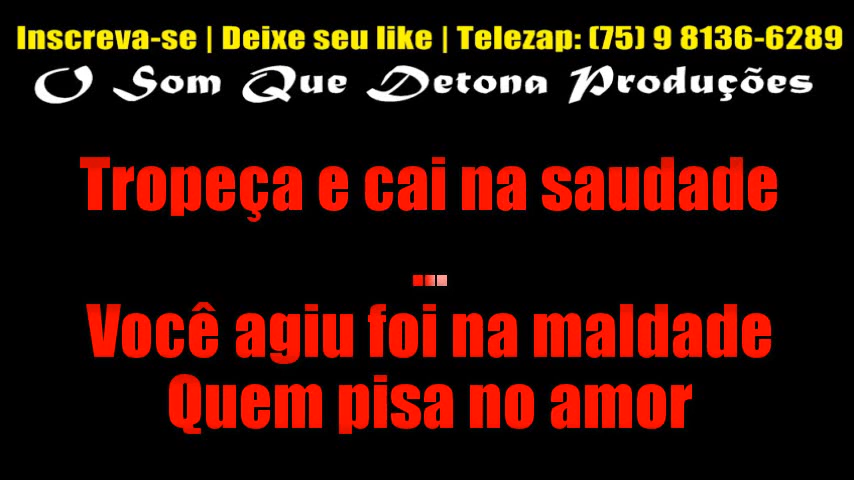 Inscreva-se | Deixe seu like | Telezap: (75) 9 8136-6289
O Som Que Detona Produções
Tropeça e cai na saudade
...
Você agiu foi na maldade
Quem pisa no amor